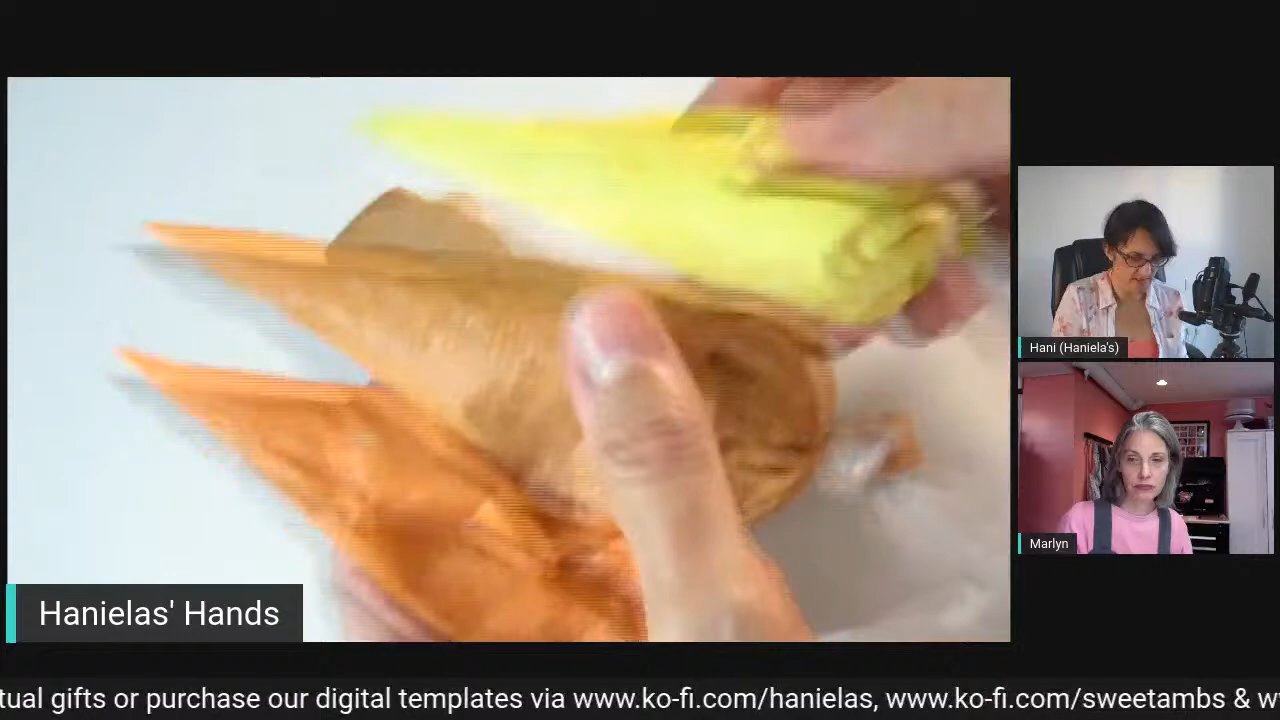 Hani (Haniela's)
Marlyn
Hanielas' Hands
tual gifts or purchase our digital templates via www.ko-fi.com/hanielas, www.ko-fi.com/sweetambs & w